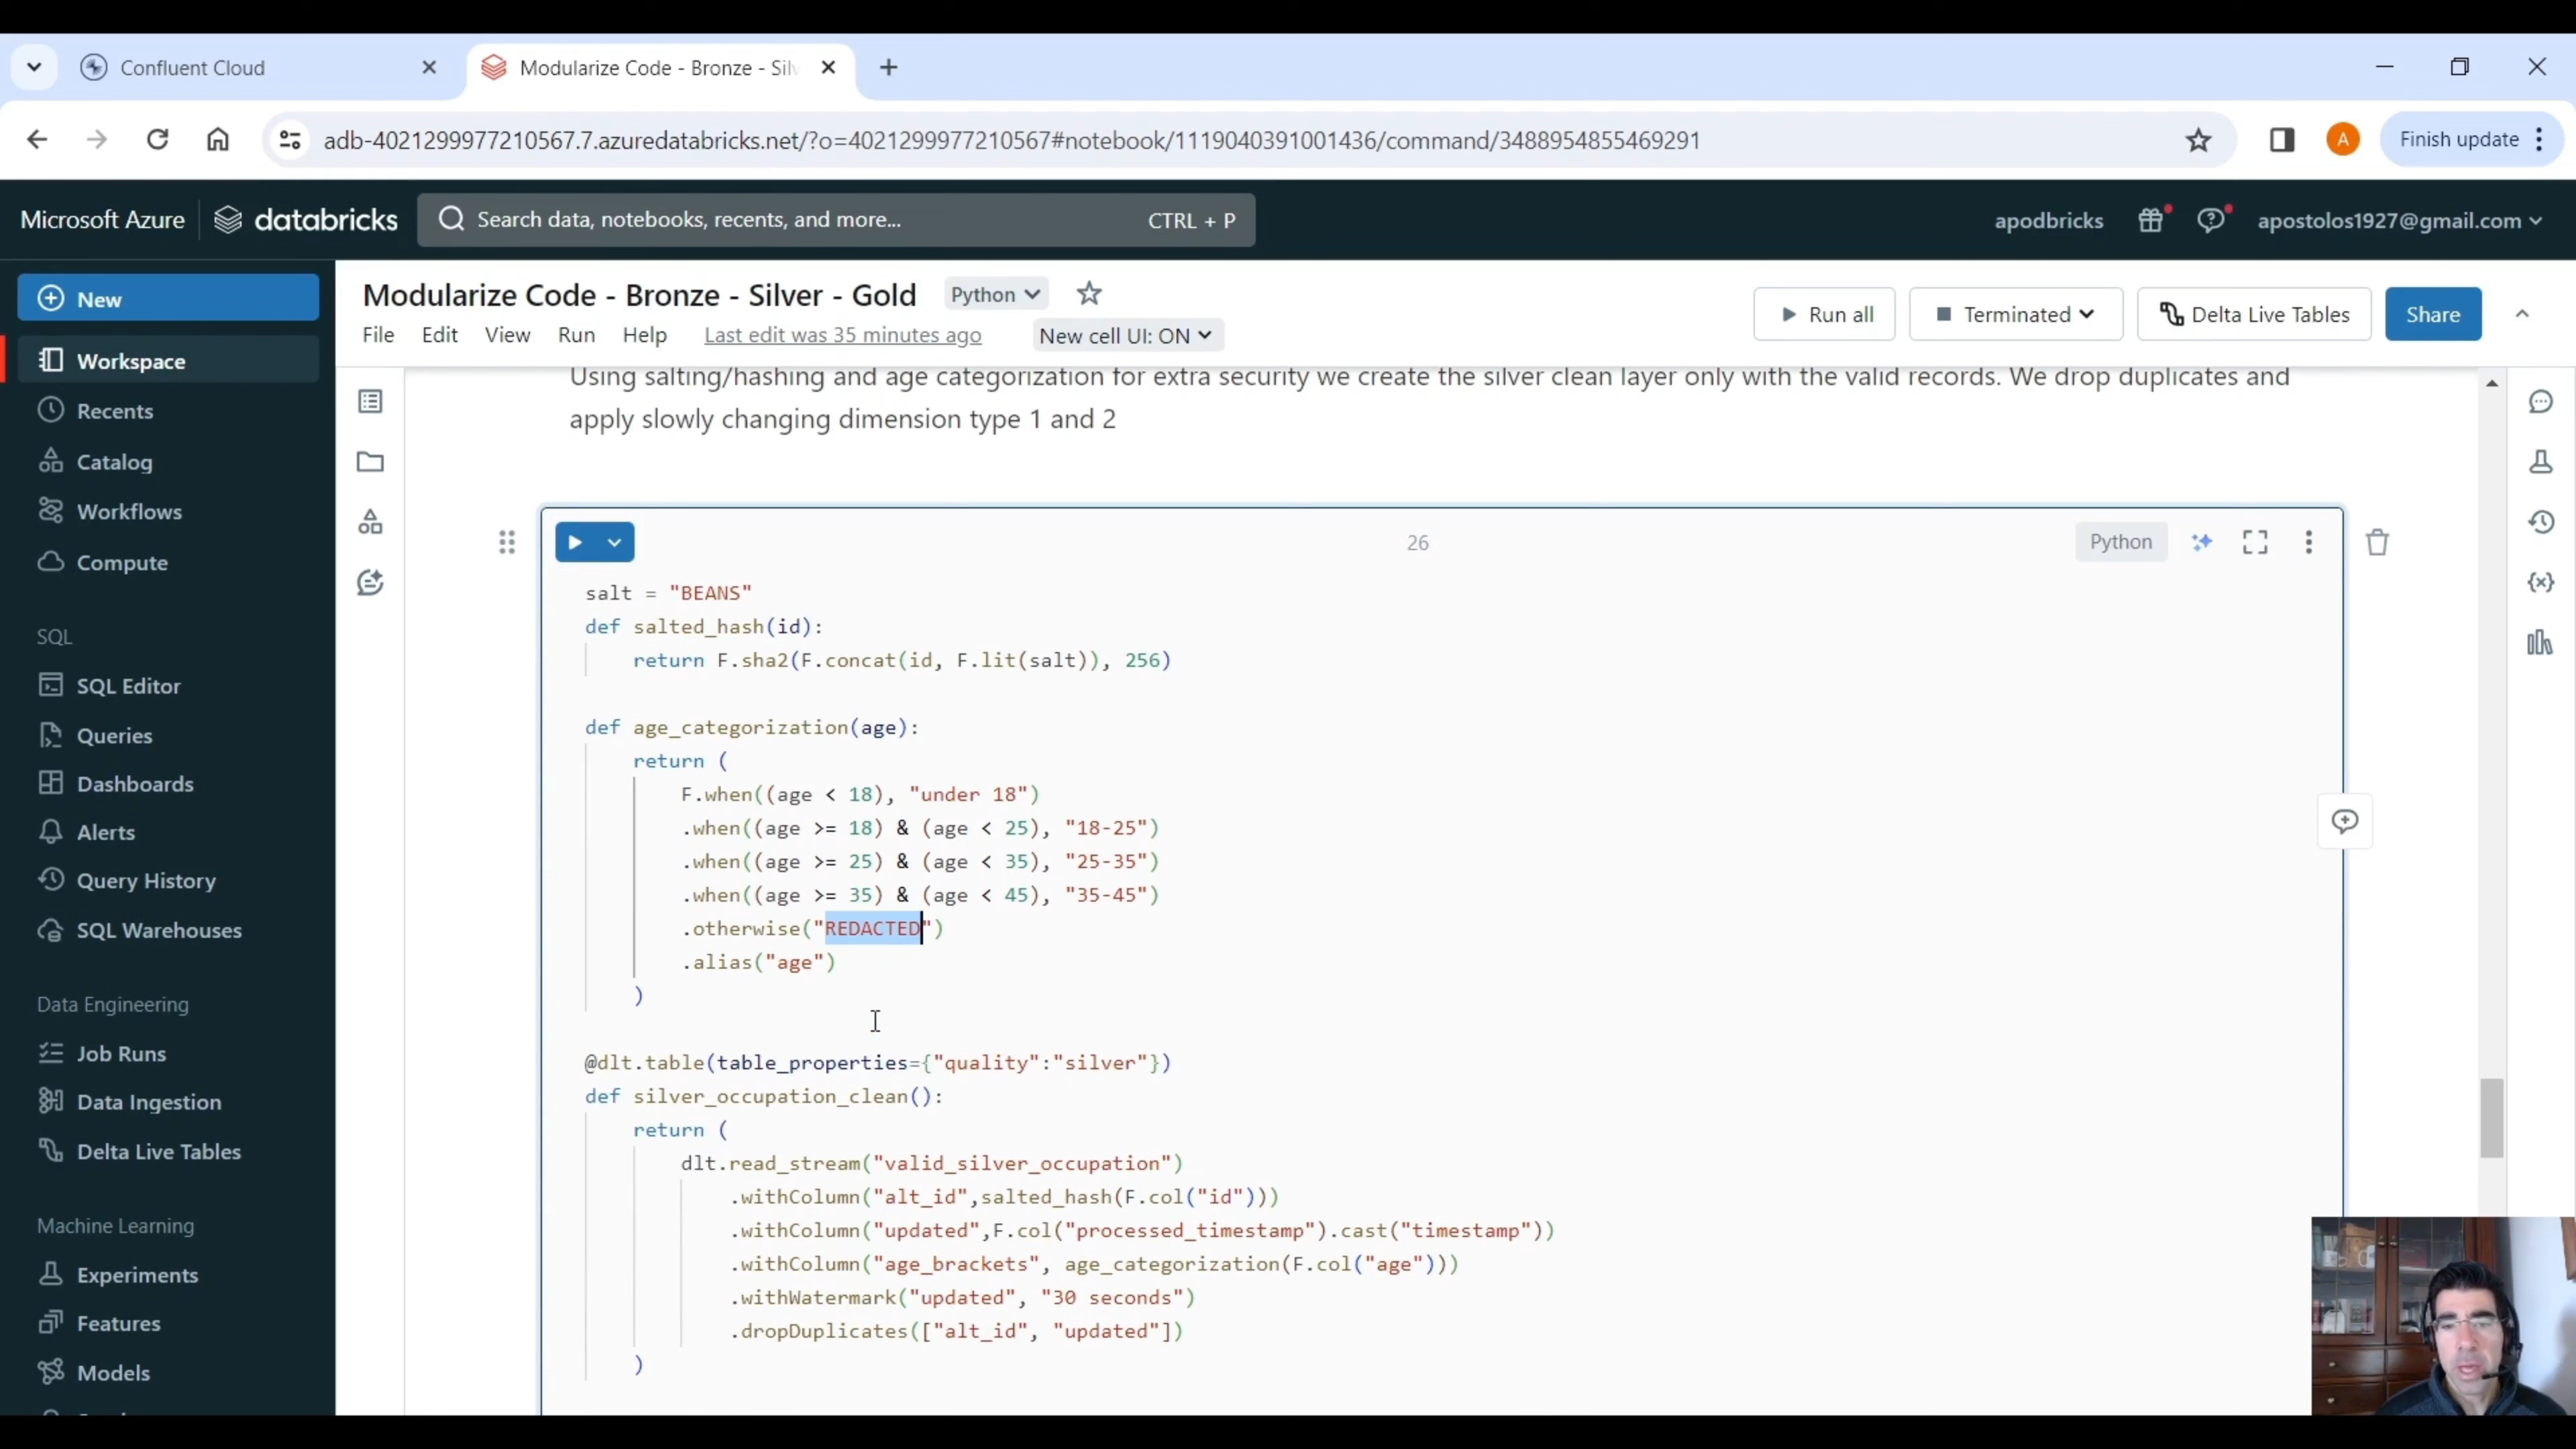 Confluent Cloud
Modularize Code - Bronze - Silv
adb-4021299977210567.7.azuredatabricks.net/?o=4021299977210567#notebook/1119040391001436/command/3488954855469291
A
Finish update
Microsoft Azure
databricks
Search data, notebooks, recents, and more...
CTRL + P
apodbricks
apostolos1927@gmail.com
New
Workspace
Recents
Catalog
Workflows
Compute
SQL
SQL Editor
Queries
Dashboards
Alerts
Query History
SQL Warehouses
Data Engineering
Job Runs
Data Ingestion
Delta Live Tables
Machine Learning
Experiments
Features
Models
Modularize Code - Bronze - Silver - Gold
Python
File
Edit
View
Run
Help
Last edit was 35 minutes ago
New cell UI: ON
Run all
Terminated
Delta Live Tables
Share
Using salting/hashing and age categorization for extra security we create the silver clean layer only with the valid records. We drop duplicates and
apply slowly changing dimension type 1 and 2
26
Python
salt = "BEANS"
def salted_hash(id):
return F.sha2(F.concat(id, F.lit(salt)), 256)
def age_categorization(age):
return (
F.when((age < 18), "under 18")
.when((age >= 18) & (age < 25), "18-25")
.when((age >= 25) & (age < 35), "25-35")
.when((age >= 35) & (age < 45), "35-45")
.otherwise("REDACTED")
.alias("age")
)
@dlt.table(table_properties={"quality":"silver"})
def silver_occupation_clean():
return (
dlt.read_stream("valid_silver_occupation")
.withColumn("alt_id",salted_hash(F.col("id")))
.withColumn("updated",F.col("processed_timestamp").cast("timestamp"))
.withColumn("age_brackets", age_categorization(F.col("age")))
.withWatermark("updated", "30 seconds")
.dropDuplicates(["alt_id", "updated"])
)